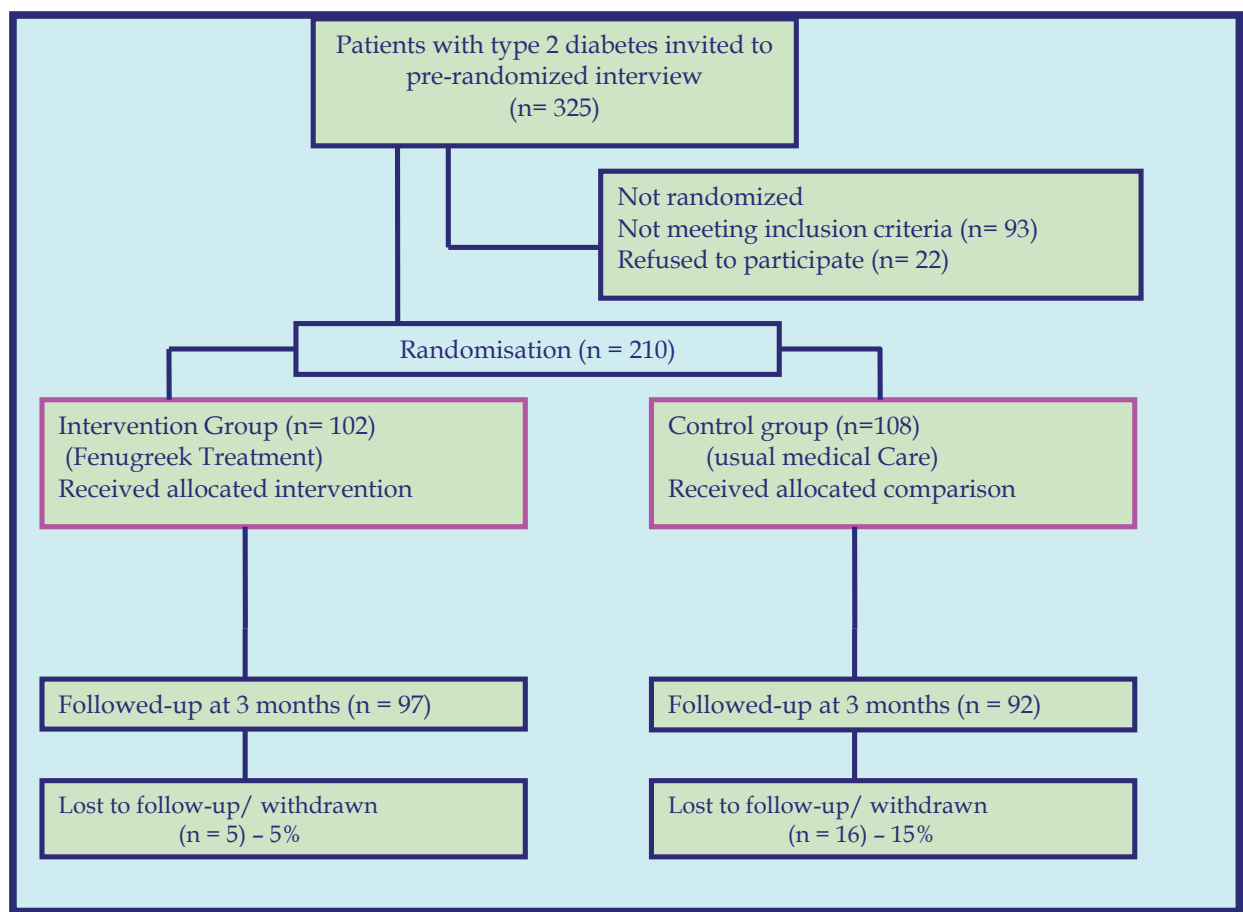 Patients with type 2 diabetes invited to
pre-randomized interview
(n= 325)
Not randomized
Not meeting inclusion criteria (n= 93)
Refused to participate (n= 22)
Randomisation (n = 210)
Intervention Group (n= 102)
(Fenugreek Treatment)
Received allocated intervention
Control group (n=108)
(usual medical Care)
Received allocated comparison
Followed-up at 3 months (n = 97)
Followed-up at 3 months (n = 92)
Lost to follow-up/ withdrawn
(n = 5) – 5%
Lost to follow-up/ withdrawn
(n = 16) – 15%